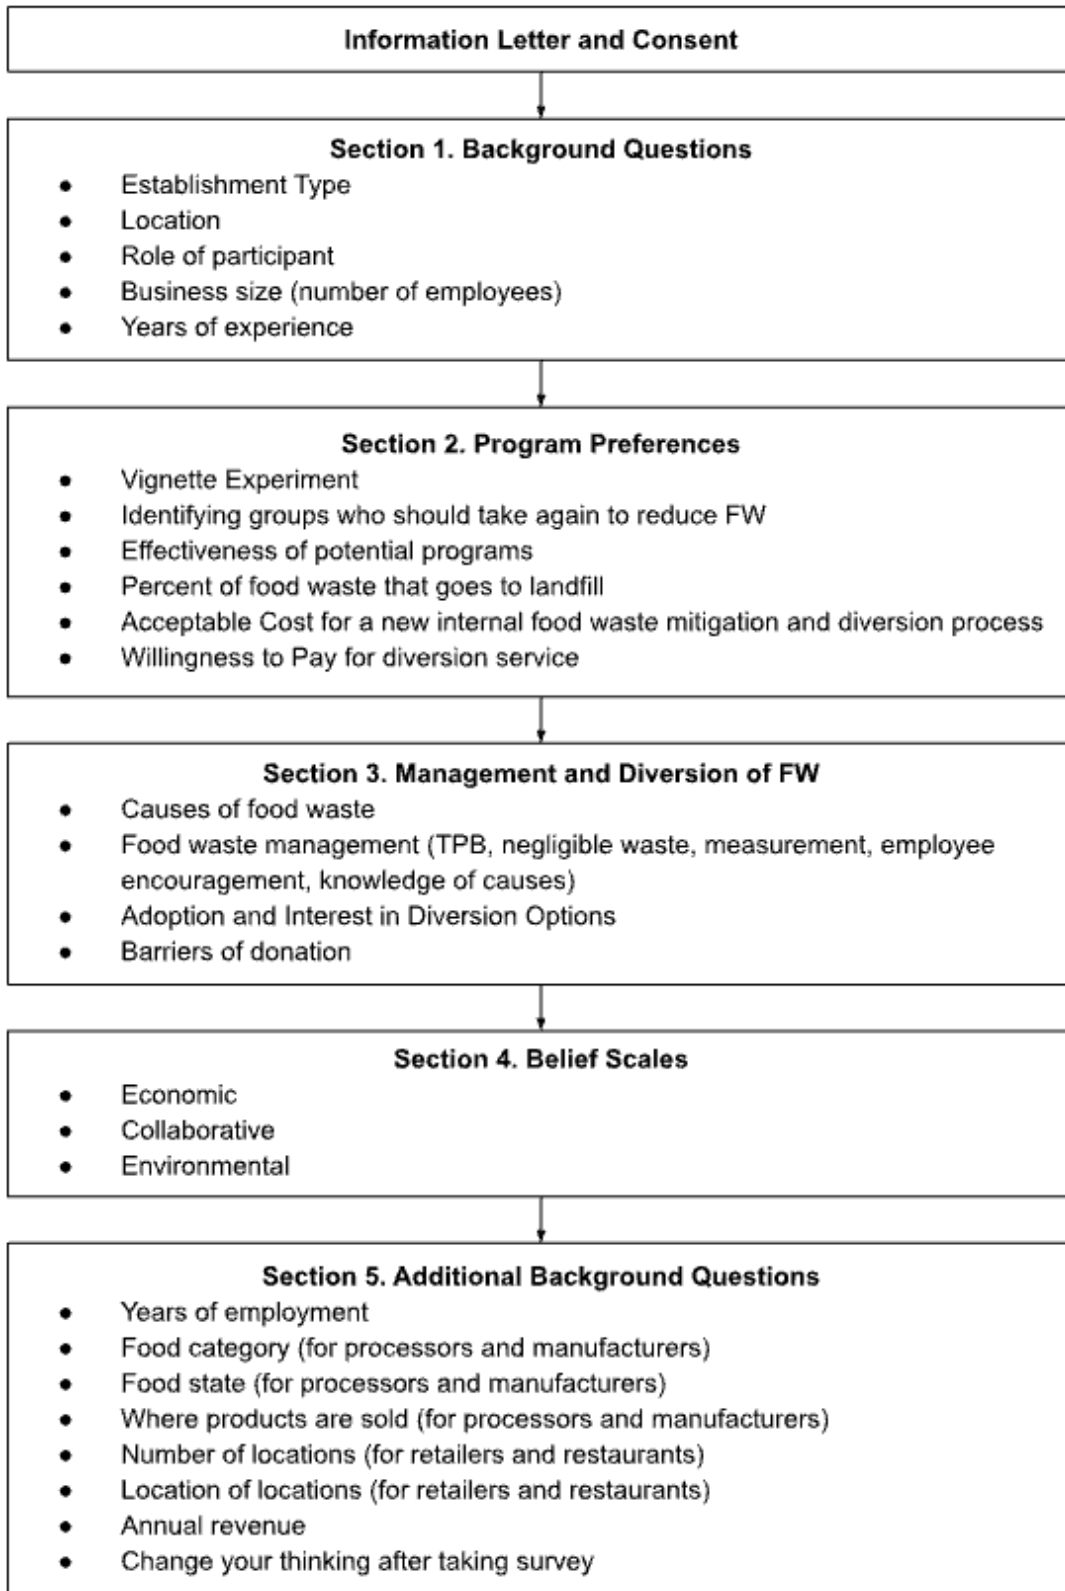 Information Letter and Consent
Section 1. Background Questions
● Establishment Type
● Location
● Role of participant
● Business size (number of employees)
● Years of experience
Section 2. Program Preferences
● Vignette Experiment
● Identifying groups who should take again to reduce FW
● Effectiveness of potential programs
● Percent of food waste that goes to landfill
● Acceptable Cost for a new internal food waste mitigation and diversion process
● Willingness to Pay for diversion service
Section 3. Management and Diversion of FW
● Causes of food waste
● Food waste management (TPB, negligible waste, measurement, employee
encouragement, knowledge of causes)
● Adoption and Interest in Diversion Options
● Barriers of donation
Section 4. Belief Scales
● Economic
● Collaborative
● Environmental
Section 5. Additional Background Questions
● Years of employment
● Food category (for processors and manufacturers)
● Food state (for processors and manufacturers)
● Where products are sold (for processors and manufacturers)
● Number of locations (for retailers and restaurants)
● Location of locations (for retailers and restaurants)
● Annual revenue
● Change your thinking after taking survey